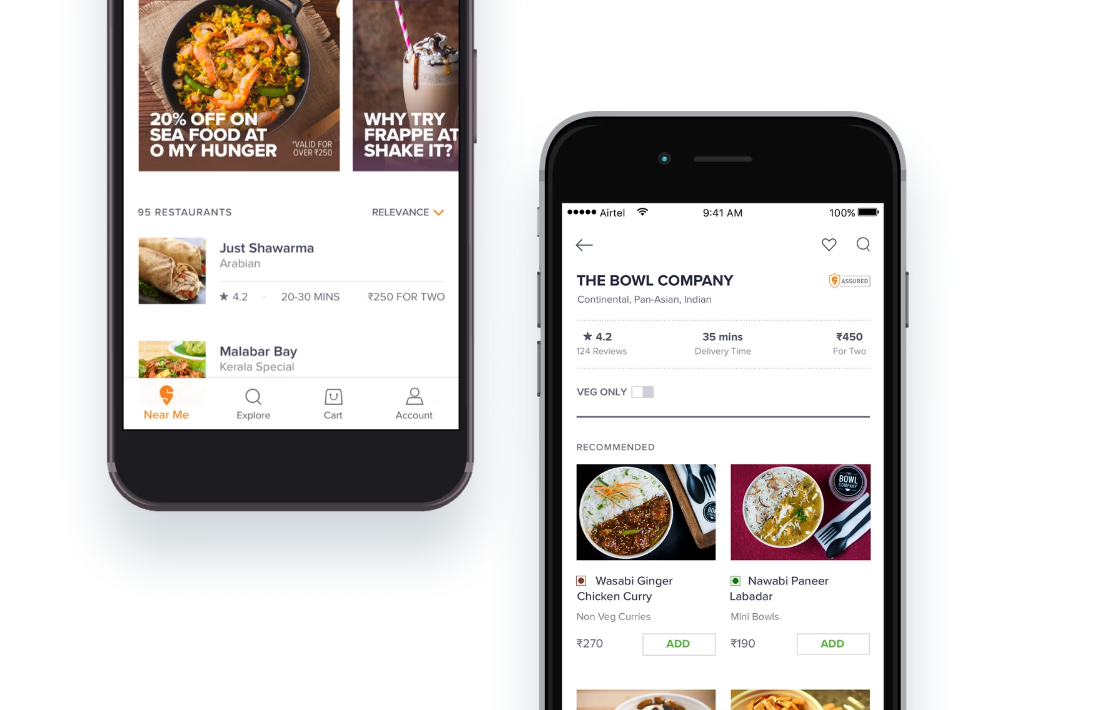 20% OFF ON
SEA FOOD AT
O MY HUNGER
*VALID FOR
OVER ₹250
WHY TRY
FRAPPE AT
SHAKE IT?
95 RESTAURANTS
RELEVANCE
Just Shawarma
Arabian
★ 4.2 · 20-30 MINS ₹250 FOR TWO
Malabar Bay
Kerala Special
Near Me Explore Cart Account
Airtel 9:41 AM 100%
THE BOWL COMPANY
ASSURED
Continental, Pan-Asian, Indian
★ 4.2 35 mins ₹450
124 Reviews Delivery Time For Two
VEG ONLY
RECOMMENDED
BOWL
THE
BOWL
COMPANY
Wasabi Ginger
Chicken Curry
Non Veg Curries
₹270 ADD
Nawabi Paneer
Labadar
Mini Bowls
₹190 ADD